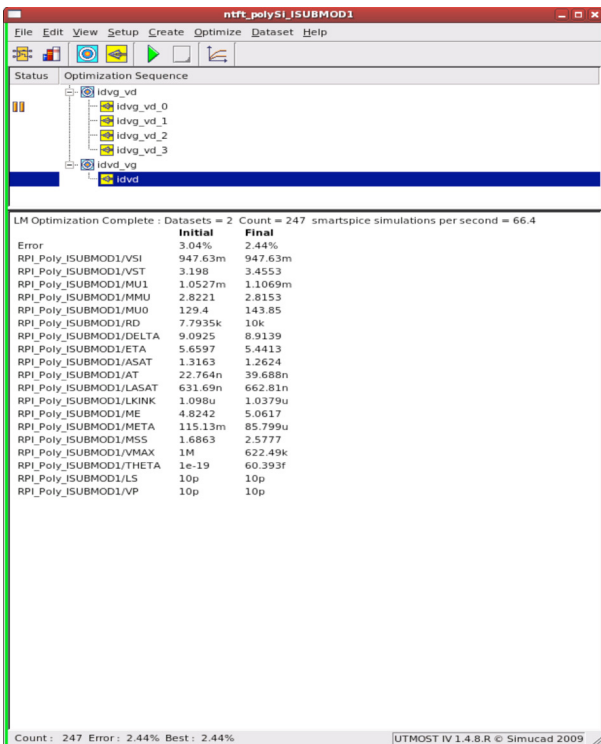 ntft_polySi_ISUBMOD1
File Edit View Setup Create Optimize Dataset Help
Status Optimization Sequence
idvg_vd
idvg_vd_0
idvg_vd_1
idvg_vd_2
idvg_vd_3
idvd_vg
idvd
LM Optimization Complete : Datasets = 2 Count = 247 smartspice simulations per second = 66.4
Initial Final
Error 3.04% 2.44%
RPI_Poly_ISUBMOD1/VSI 947.63m 947.63m
RPI_Poly_ISUBMOD1/VST 3.198 3.4553
RPI_Poly_ISUBMOD1/MU1 1.0527m 1.1069m
RPI_Poly_ISUBMOD1/MMU 2.8221 2.8153
RPI_Poly_ISUBMOD1/MU0 129.4 143.85
RPI_Poly_ISUBMOD1/RD 7.7935k 10k
RPI_Poly_ISUBMOD1/DELTA 9.0925 8.9139
RPI_Poly_ISUBMOD1/ETA 5.6597 5.4413
RPI_Poly_ISUBMOD1/ASAT 1.3163 1.2624
RPI_Poly_ISUBMOD1/AT 22.764n 39.688n
RPI_Poly_ISUBMOD1/LASAT 631.69n 662.81n
RPI_Poly_ISUBMOD1/LKINK 1.098u 1.0379u
RPI_Poly_ISUBMOD1/ME 4.8242 5.0617
RPI_Poly_ISUBMOD1/META 115.13m 85.799u
RPI_Poly_ISUBMOD1/MSS 1.6863 2.5777
RPI_Poly_ISUBMOD1/VMAX 1M 622.49k
RPI_Poly_ISUBMOD1/THETA 1e-19 60.393f
RPI_Poly_ISUBMOD1/LS 10p 10p
RPI_Poly_ISUBMOD1/VP 10p 10p
Count : 247 Error : 2.44% Best : 2.44% UTMOST IV 1.4.8.R © Simucad 2009